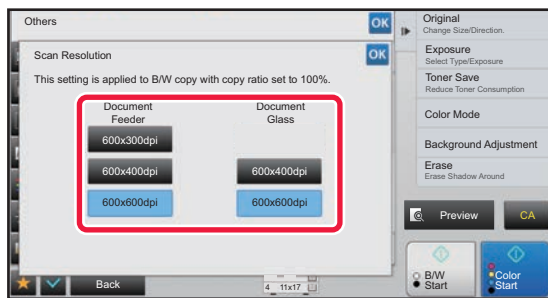 Others
OK
Scan Resolution
OK
This setting is applied to B/W copy with copy ratio set to 100%.
Document
Feeder
Document
Glass
600x300dpi
600x400dpi
600x400dpi
600x600dpi
600x600dpi
Back
4 11x17
Original
Change Size/Direction.
Exposure
Select Type/Exposure
Toner Save
Reduce Toner Consumption
Color Mode
Background Adjustment
Erase
Erase Shadow Around
Preview
CA
B/W
Start
Color
Start